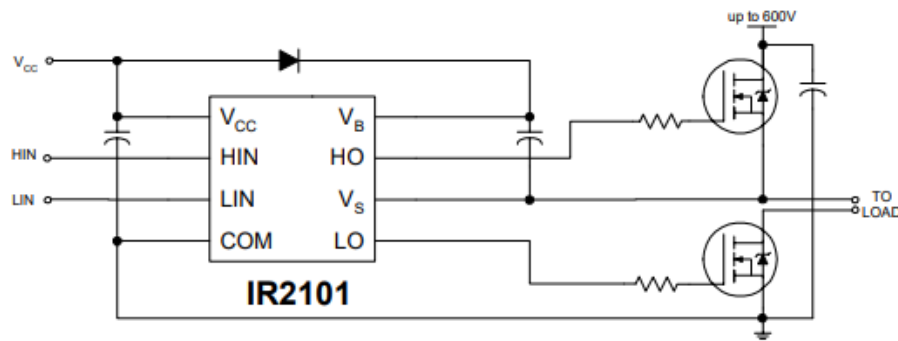 up to 600V
VCC
VCC
VB
HIN
HIN
HO
LIN
LIN
VS
TO
LOAD
COM
LO
IR2101